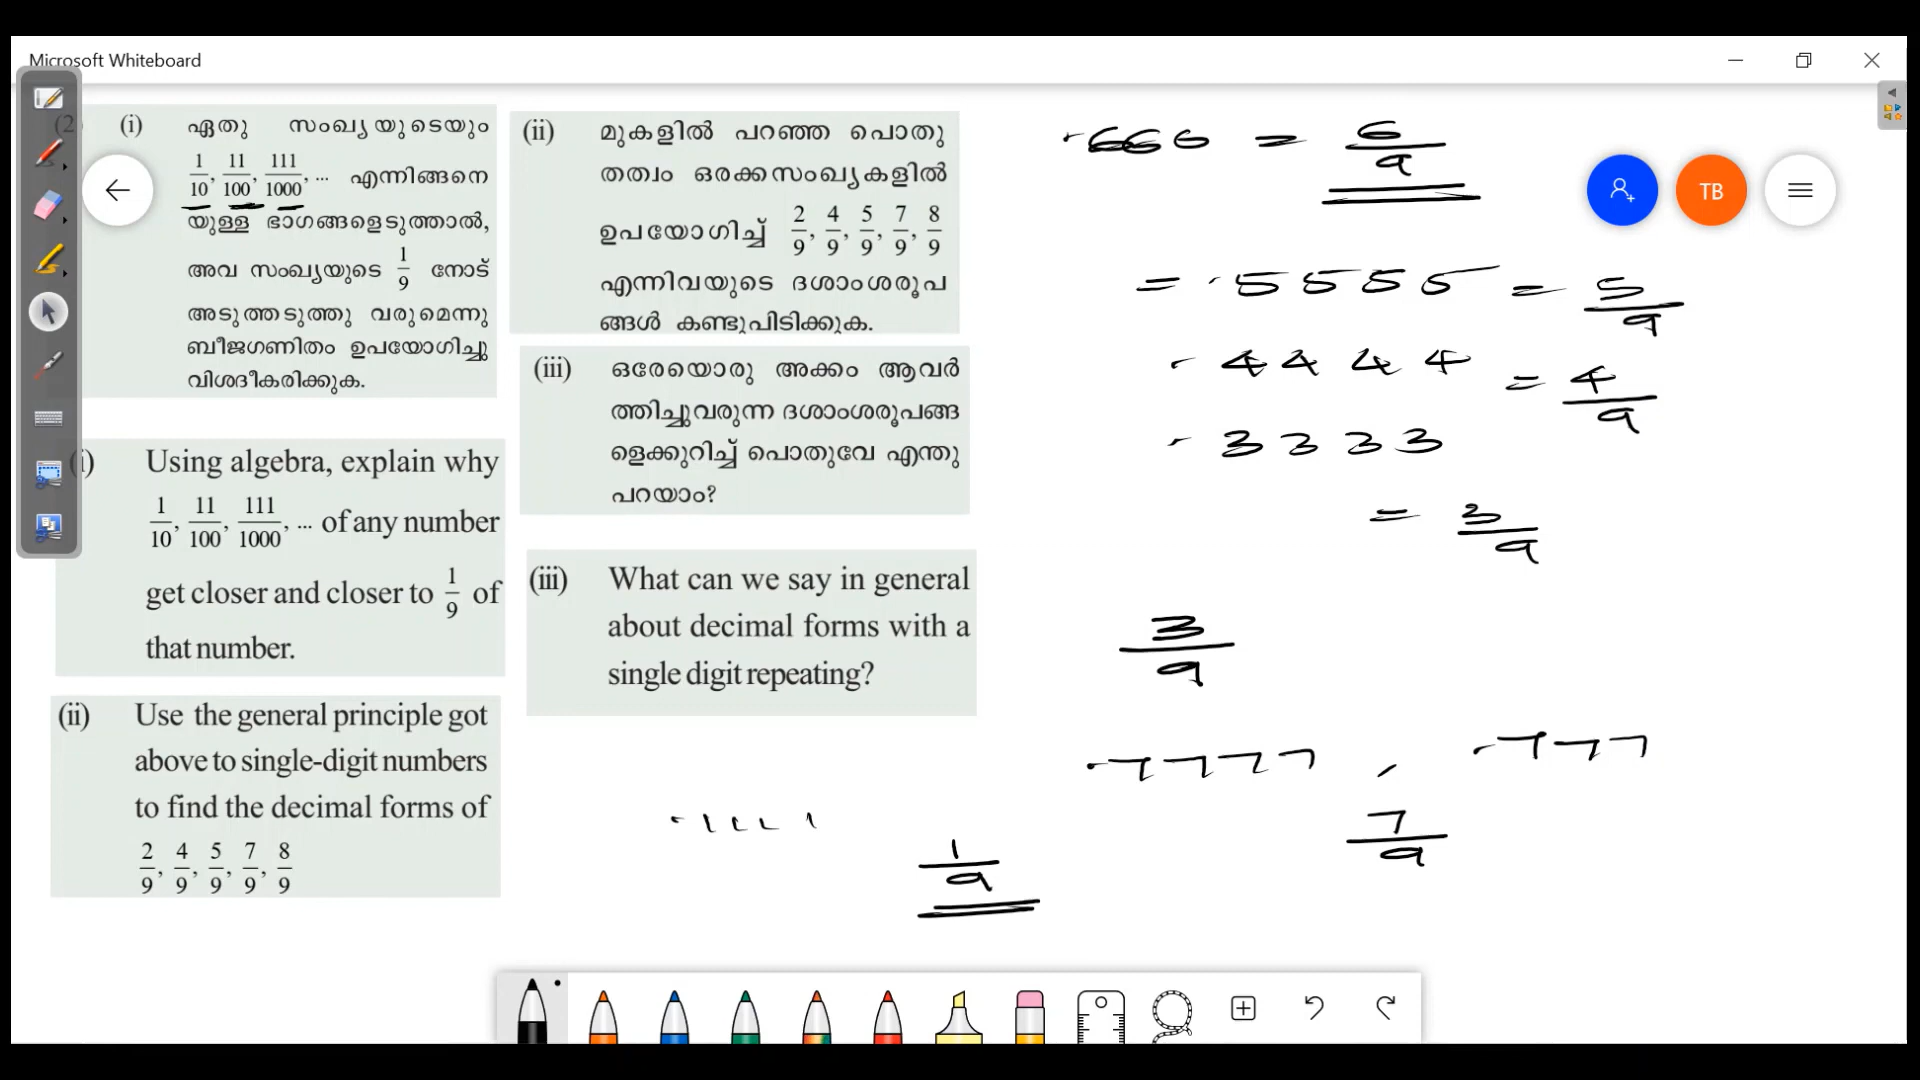 Microsoft Whiteboard
(2) (i) ഏതു സംഖ്യയുടെയും
1/10, 11/100, 111/1000, ... എന്നിങ്ങനെ
യുള്ള ഭാഗങ്ങളെടുത്താൽ,
അവ സംഖ്യയുടെ 1/9 നോട്
അടുത്തടുത്തു വരുമെന്നു
ബീജഗണിതം ഉപയോഗിച്ചു
വിശദീകരിക്കുക.
(i) Using algebra, explain why
1/10, 11/100, 111/1000, ... of any number
get closer and closer to 1/9 of
that number.
(ii) Use the general principle got
above to single-digit numbers
to find the decimal forms of
2/9, 4/9, 5/9, 7/9, 8/9
(ii) മുകളിൽ പറഞ്ഞ പൊതു
തത്വം ഒരക്കസംഖ്യകളിൽ
ഉപയോഗിച്ച് 2/9, 4/9, 5/9, 7/9, 8/9
എന്നിവയുടെ ദശാംശരൂപ
ങ്ങൾ കണ്ടുപിടിക്കുക.
(iii) ഒരേയൊരു അക്കം ആവർ
ത്തിച്ചുവരുന്ന ദശാംശരൂപങ്ങ
ളെക്കുറിച്ച് പൊതുവേ എന്തു
പറയാം?
(iii) What can we say in general
about decimal forms with a
single digit repeating?
.1111
1/9
.666 = 6/9
= .5555 = 5/9
.4444 = 4/9
.3333
= 3/9
3/9
.7777, .777
7/9
TB